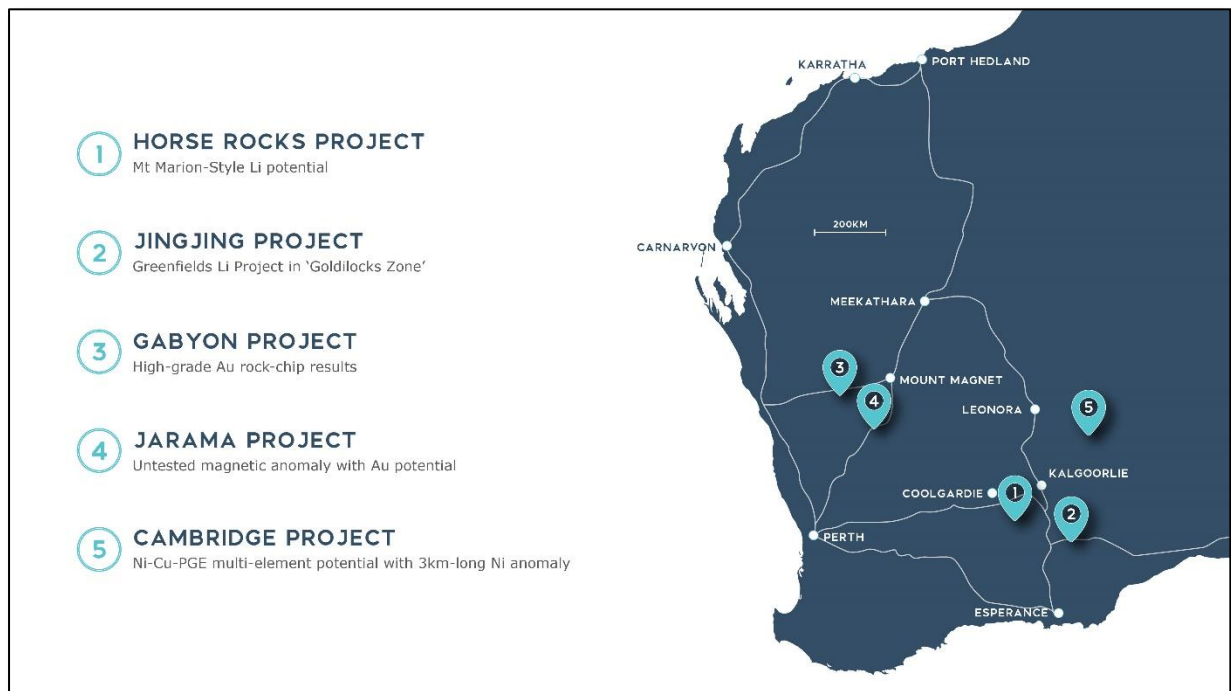 1
HORSE ROCKS PROJECT
Mt Marion-Style Li potential
2
JINGJING PROJECT
Greenfields Li Project in ‘Goldilocks Zone’
3
GABYON PROJECT
High-grade Au rock-chip results
4
JARAMA PROJECT
Untested magnetic anomaly with Au potential
5
CAMBRIDGE PROJECT
Ni-Cu-PGE multi-element potential with 3km-long Ni anomaly
KARRATHA
PORT HEDLAND
200KM
CARNARVON
MEEKATHARA
3
MOUNT MAGNET
4
LEONORA
5
KALGOORLIE
COOLGARDIE
1
2
PERTH
ESPERANCE